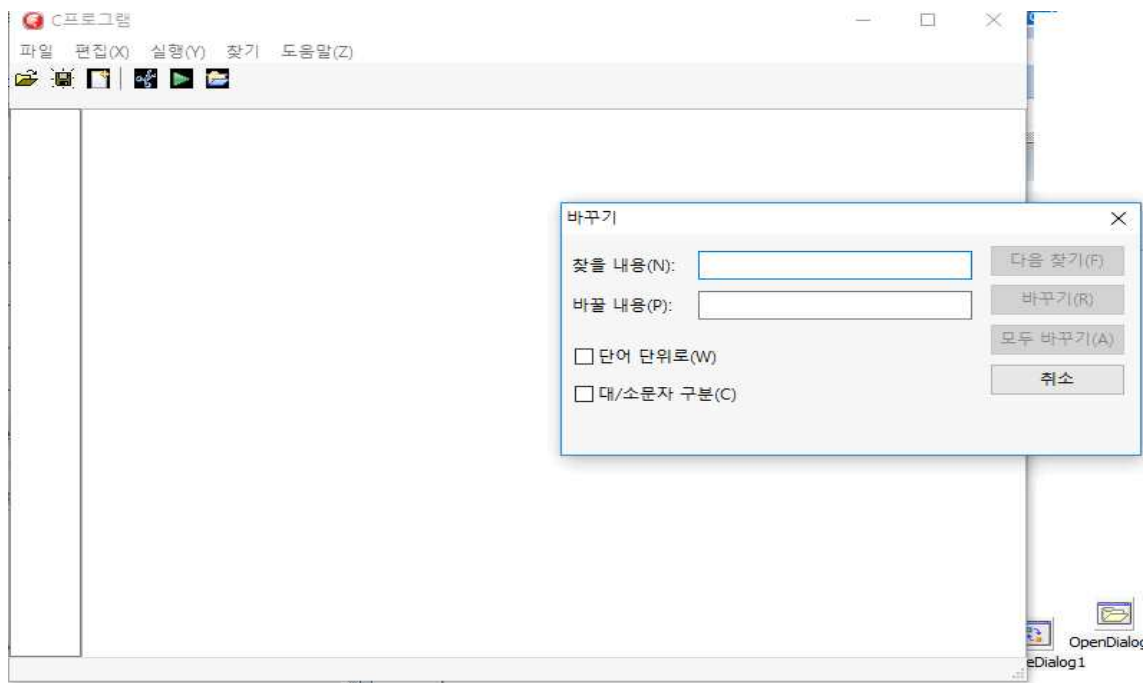 C프로그램
파일 편집(X) 실행(Y) 찾기 도움말(Z)
바꾸기
찾을 내용(N):
다음 찾기(F)
바꿀 내용(P):
바꾸기(R)
모두 바꾸기(A)
단어 단위로(W)
취소
대/소문자 구분(C)
OpenDialog
eDialog1